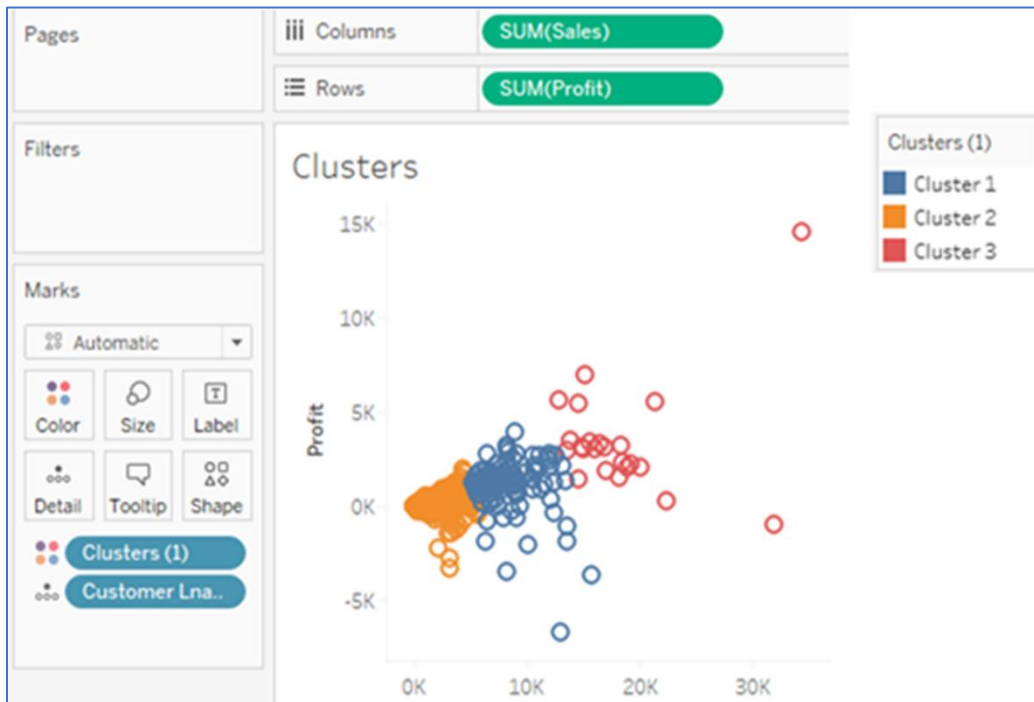 Pages
Columns SUM(Sales)
Rows SUM(Profit)
Filters
Clusters
Clusters (1)
Cluster 1
Cluster 2
Cluster 3
Marks
Automatic
Color Size Label
Detail Tooltip Shape
Clusters (1)
Customer Lna..
Profit
15K
10K
5K
0K
-5K
0K 10K 20K 30K